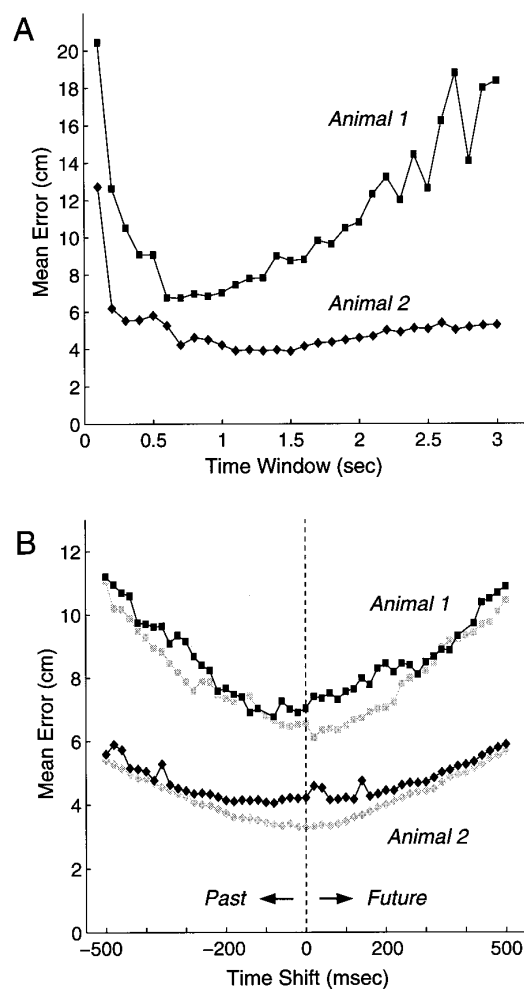 A
20
18
16
14
12
10
8
6
4
2
0
Mean Error (cm)
Animal 1
Animal 2
0 0.5 1 1.5 2 2.5 3
Time Window (sec)
B
12
10
8
6
4
2
0
Mean Error (cm)
Animal 1
Animal 2
Past Future
−500 −200 0 200 500
Time Shift (msec)